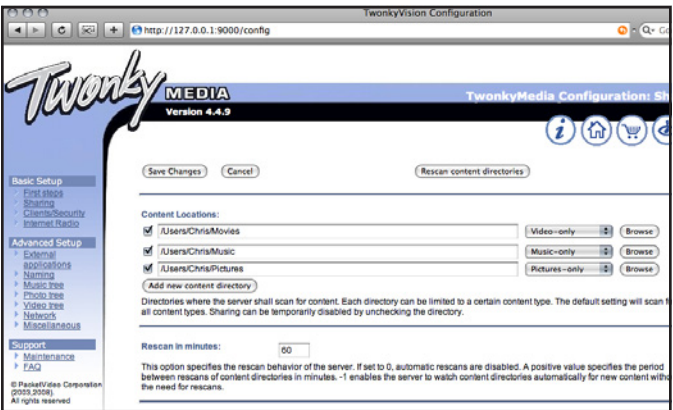 TwonkyVision Configuration
http://127.0.0.1:9000/config
Twonky
MEDIA
Version 4.4.9
TwonkyMedia Configuration: Sh
Save Changes
Cancel
Rescan content directories
Basic Setup
First steps
Sharing
Clients/Security
Internet Radio
Advanced Setup
External
applications
Naming
Music tree
Photo tree
Video tree
Network
Miscellaneous
Support
Maintenance
FAQ
© PacketVideo Corporation
(2003,2008).
All rights reserved
Content Locations:
/Users/Chris/Movies
Video-only
Browse
/Users/Chris/Music
Music-only
Browse
/Users/Chris/Pictures
Pictures-only
Browse
Add new content directory
Directories where the server shall scan for content. Each directory can be limited to a certain content type. The default setting will scan f
all content types. Sharing can be temporarily disabled by unchecking the directory.
Rescan in minutes:
60
This option specifies the rescan behavior of the server. If set to 0, automatic rescans are disabled. A positive value specifies the period
between rescans of content directories in minutes. -1 enables the server to watch content directories automatically for new content witho
the need for rescans.